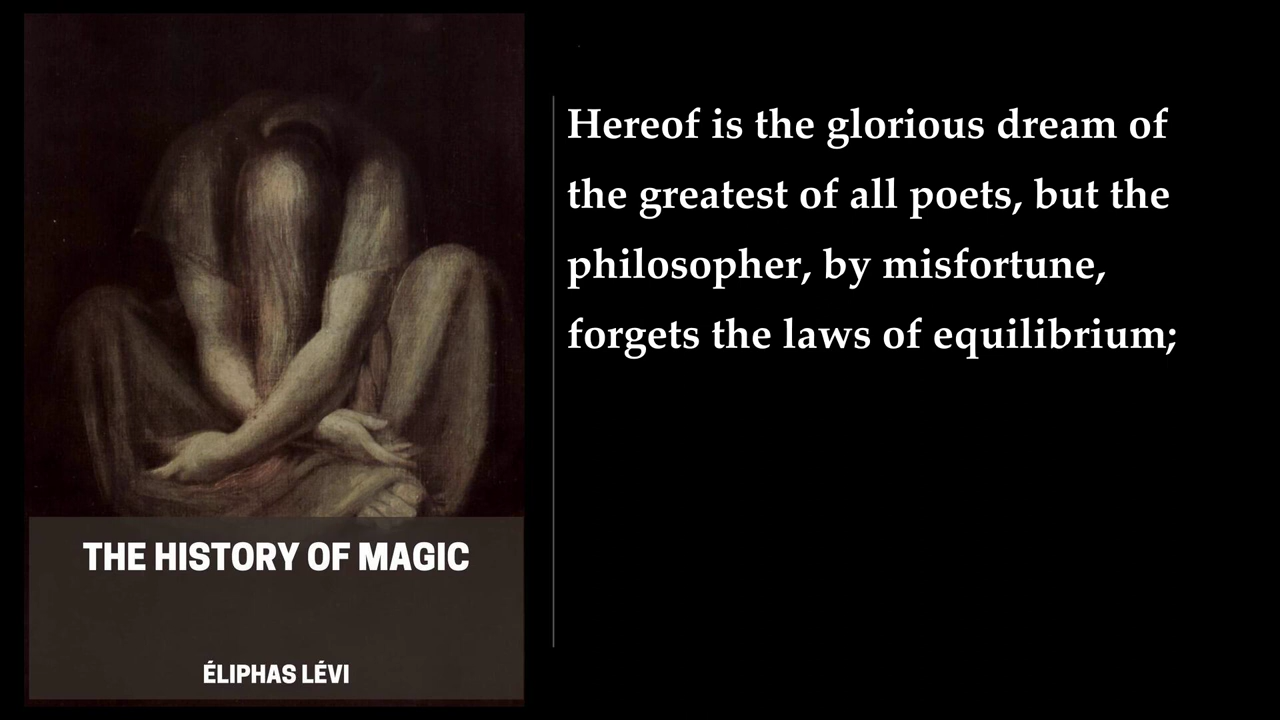 THE HISTORY OF MAGIC
ÉLIPHAS LÉVI
Hereof is the glorious dream of
the greatest of all poets, but the
philosopher, by misfortune,
forgets the laws of equilibrium;